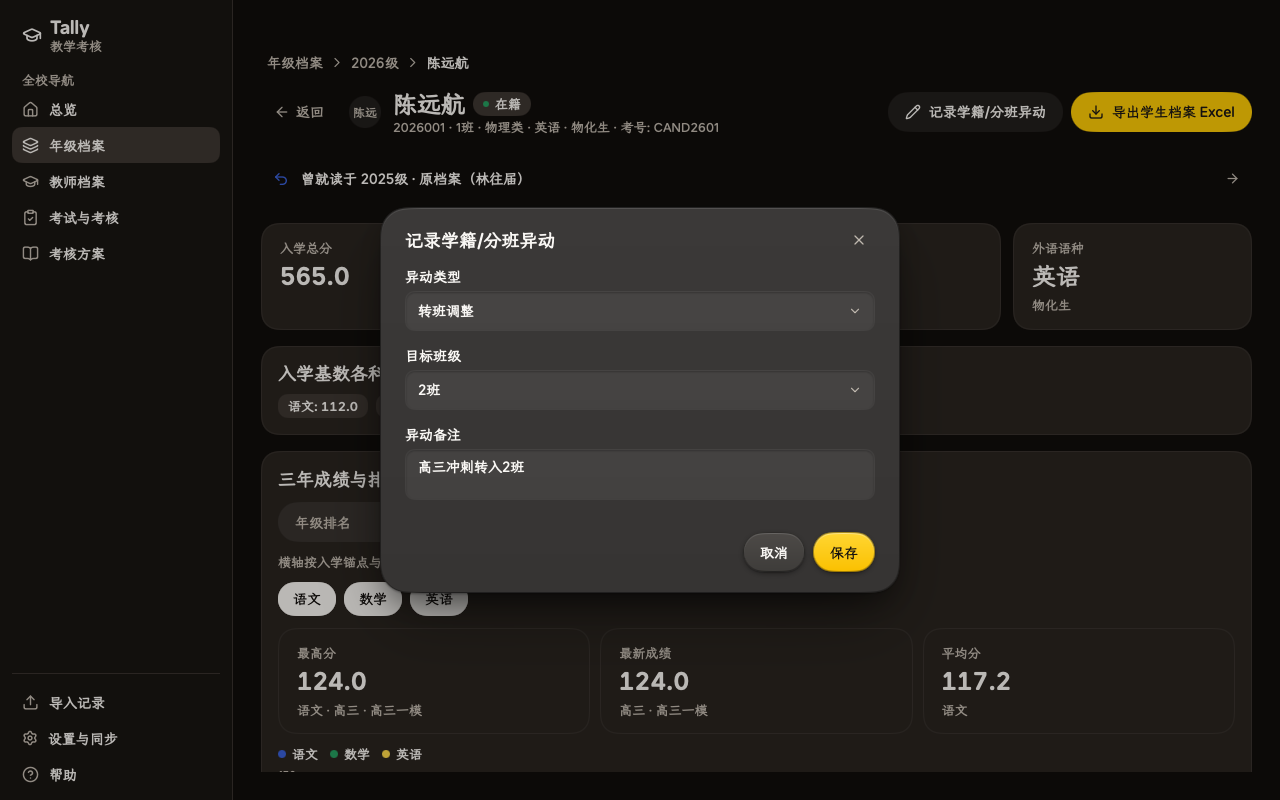 Tally
教学考核
全校导航
总览
年级档案
教师档案
考试与考核
考核方案
导入记录
设置与同步
帮助
年级档案 > 2026级 > 陈远航
返回
陈远
陈远航
在籍
2026001 · 1班 · 物理类 · 英语 · 物化生 · 考号: CAND2601
记录学籍/分班异动
导出学生档案 Excel
曾就读于 2025级 · 原档案（林往届）
入学总分
565.0
外语语种
英语
物化生
入学基数各科
语文: 112.0
三年成绩与排
年级排名
横轴按入学锚点与
语文
数学
英语
最高分
124.0
语文 · 高三 · 高三一模
最新成绩
124.0
高三 · 高三一模
平均分
117.2
语文
语文
数学
英语
记录学籍/分班异动
异动类型
转班调整
目标班级
2班
异动备注
高三冲刺转入2班
取消
保存